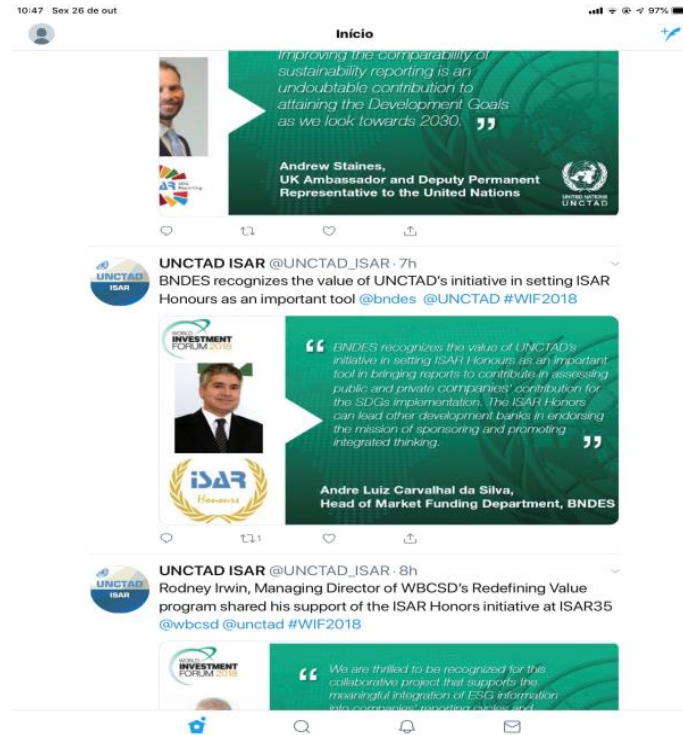 10:47 Sex 26 de out
97%
Início
Improving the comparability of
sustainability reporting is an
undoubtable contribution to
attaining the Development Goals
as we look towards 2030. ”
Andrew Staines,
UK Ambassador and Deputy Permanent
Representative to the United Nations
UNITED NATIONS
UNCTAD
Reporting
UNCTAD ISAR @UNCTAD_ISAR · 7h
BNDES recognizes the value of UNCTAD's initiative in setting ISAR
Honours as an important tool @bndes @UNCTAD #WIF2018
UNCTAD
ISAR
WORLD
INVESTMENT
FORUM 2018
“ BNDES recognizes the value of UNCTAD's
initiative in setting ISAR Honours as an important
tool in bringing reports to contribute in assessing
public and private companies' contribution for
the SDGs implementation. The ISAR Honors
can lead other development banks in endorsing
the mission of sponsoring and promoting
integrated thinking. ”
iSAR
Honours
Andre Luiz Carvalhal da Silva,
Head of Market Funding Department, BNDES
1
UNCTAD ISAR @UNCTAD_ISAR · 8h
Rodney Irwin, Managing Director of WBCSD's Redefining Value
program shared his support of the ISAR Honors initiative at ISAR35
@wbcsd @unctad #WIF2018
UNCTAD
ISAR
WORLD
INVESTMENT
FORUM 2018
“ We are thrilled to be recognized for this
collaborative project that supports the
meaningful integration of ESG information
into companies' reporting cycles and